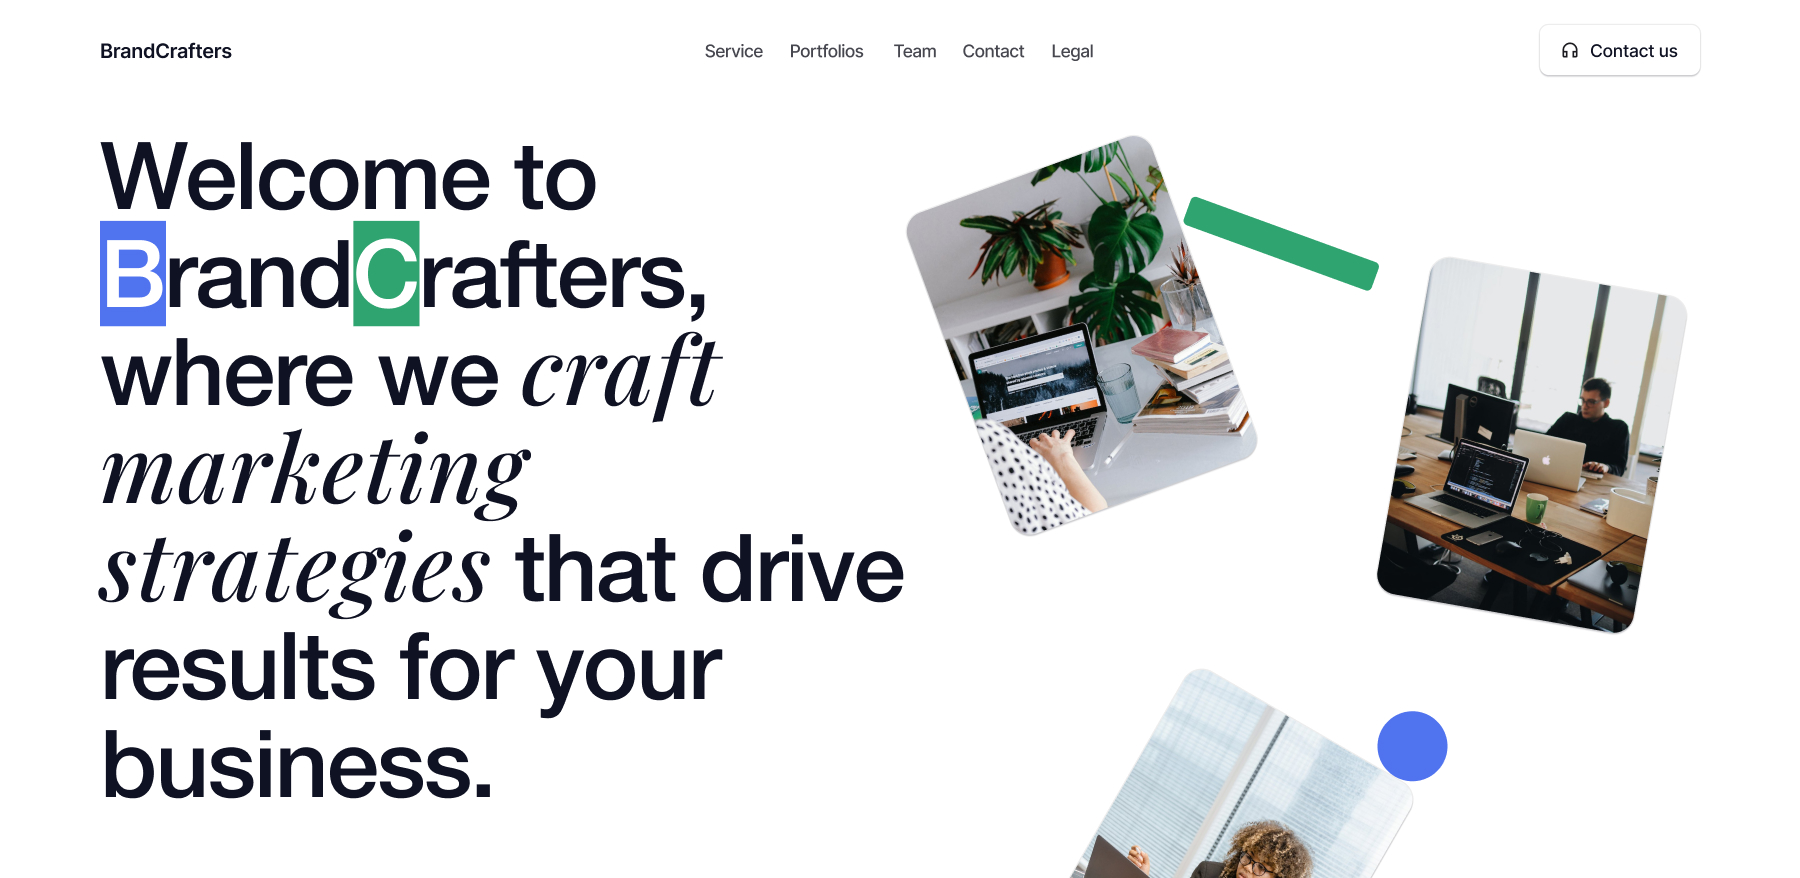 BrandCrafters
Service Portfolios Team Contact Legal
Contact us
Welcome to
BrandCrafters,
where we craft
marketing
strategies that drive
results for your
business.